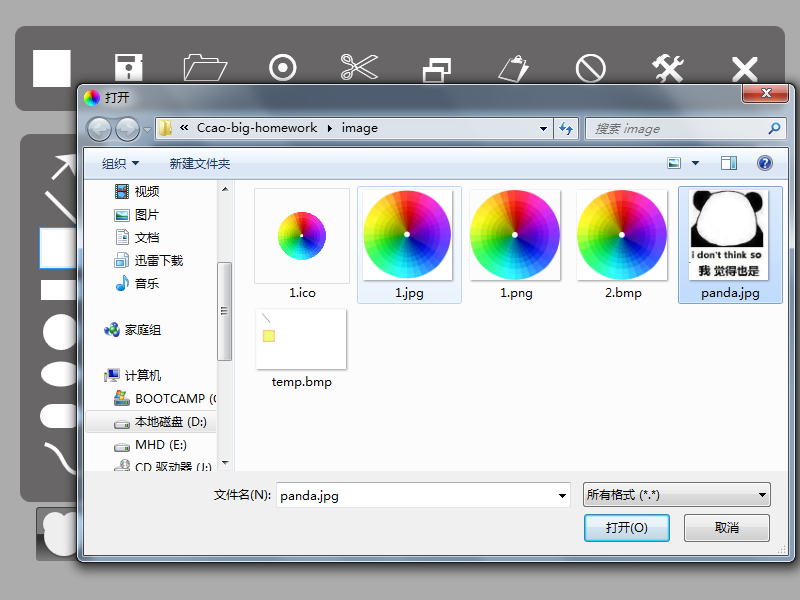 打开
« Ccao-big-homework
image
搜索 image
组织
新建文件夹
视频
图片
文档
迅雷下载
音乐
家庭组
计算机
BOOTCAMP (C
本地磁盘 (D:)
MHD (E:)
CD 驱动器 (J:)
1.ico
1.jpg
1.png
2.bmp
i don't think so
我 觉得也是
panda.jpg
temp.bmp
文件名(N):
panda.jpg
所有格式 (*.*)
打开(O)
取消